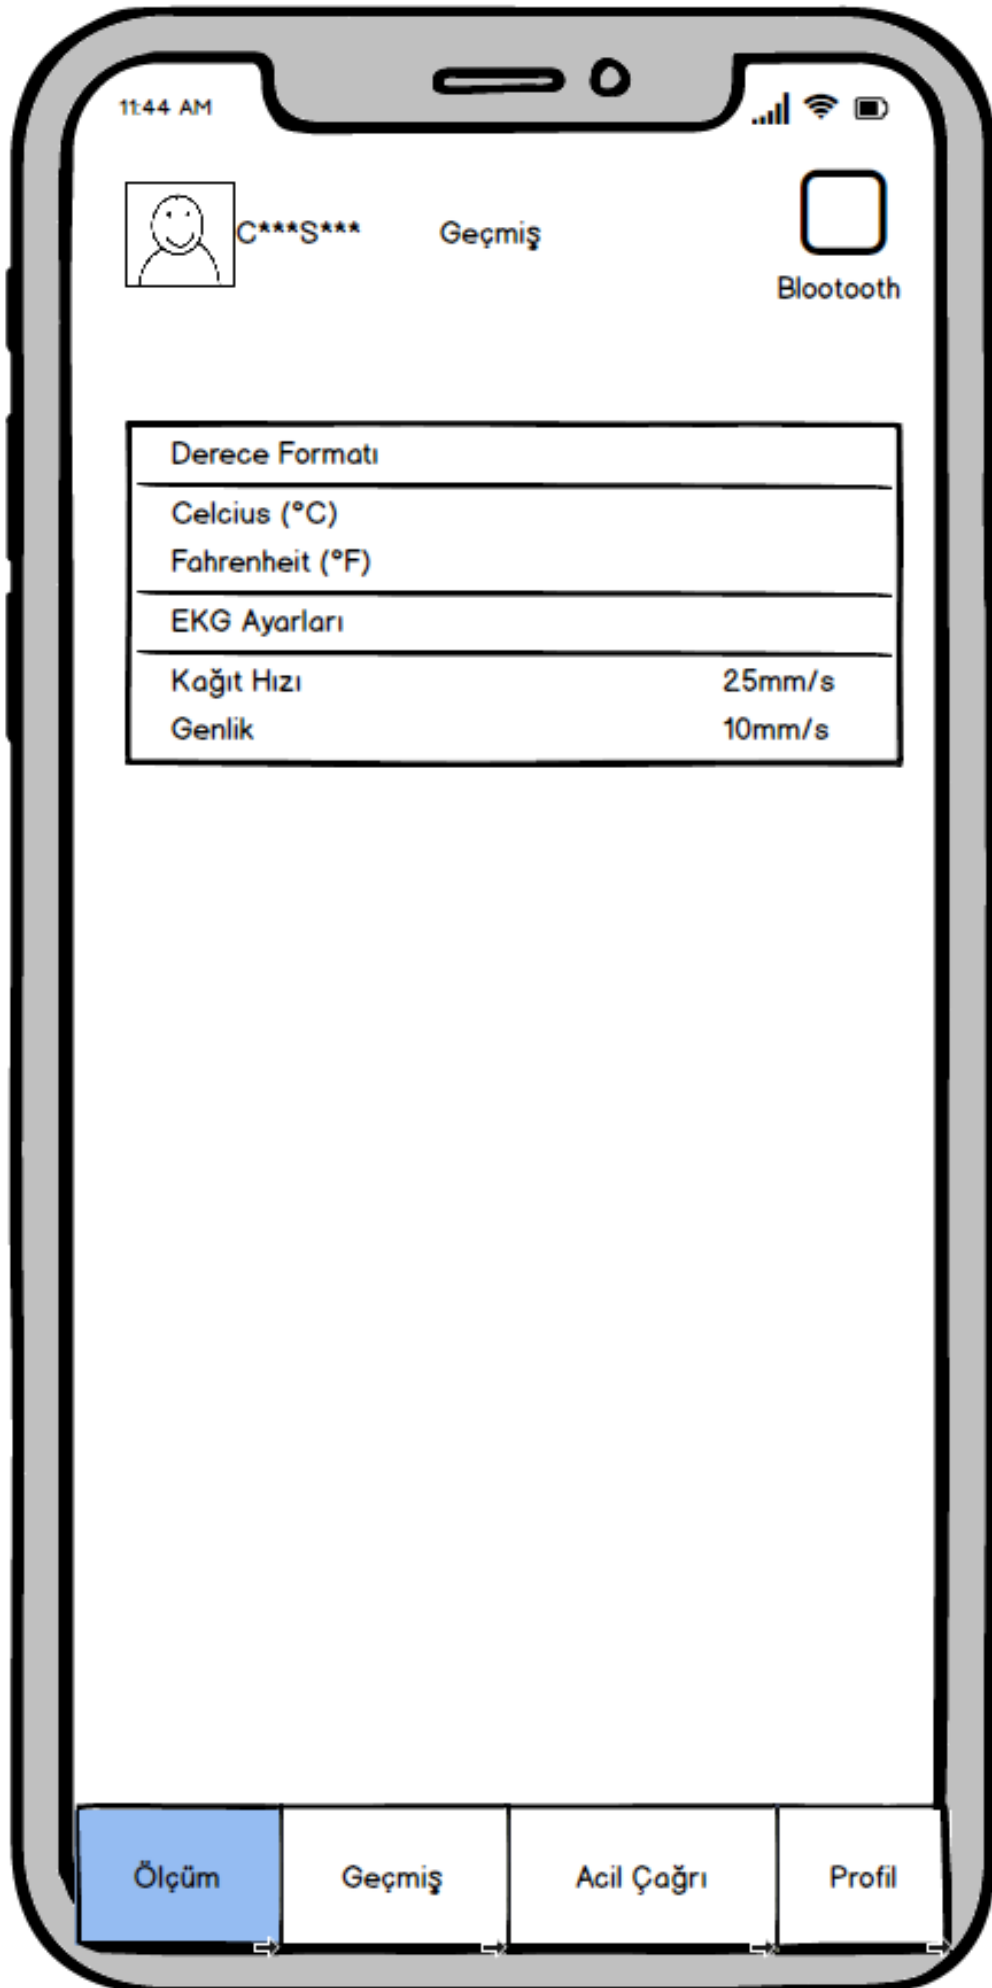 11:44 AM
C***S*** Geçmiş
Blootooth
Derece Formatı
Celcius (°C)
Fahrenheit (°F)
EKG Ayarları
Kağıt Hızı 25mm/s
Genlik 10mm/s
Ölçüm Geçmiş Acil Çağrı Profil